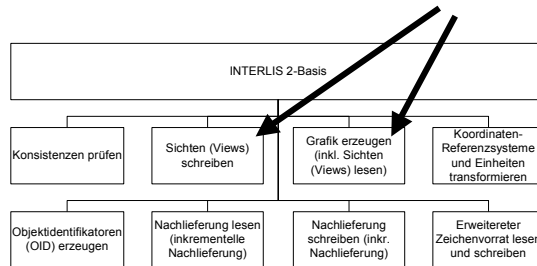 INTERLIS 2-Basis
Konsistenzen prüfen
Sichten (Views)
schreiben
Grafik erzeugen
(inkl. Sichten
(Views) lesen)
Koordinaten-
Referenzsysteme
und Einheiten
transformieren
Objektidentifikatoren
(OID) erzeugen
Nachlieferung lesen
(inkrementelle
Nachlieferung)
Nachlieferung
schreiben (inkr.
Nachlieferung)
Erweitereter
Zeichenvorrat lesen
und schreiben